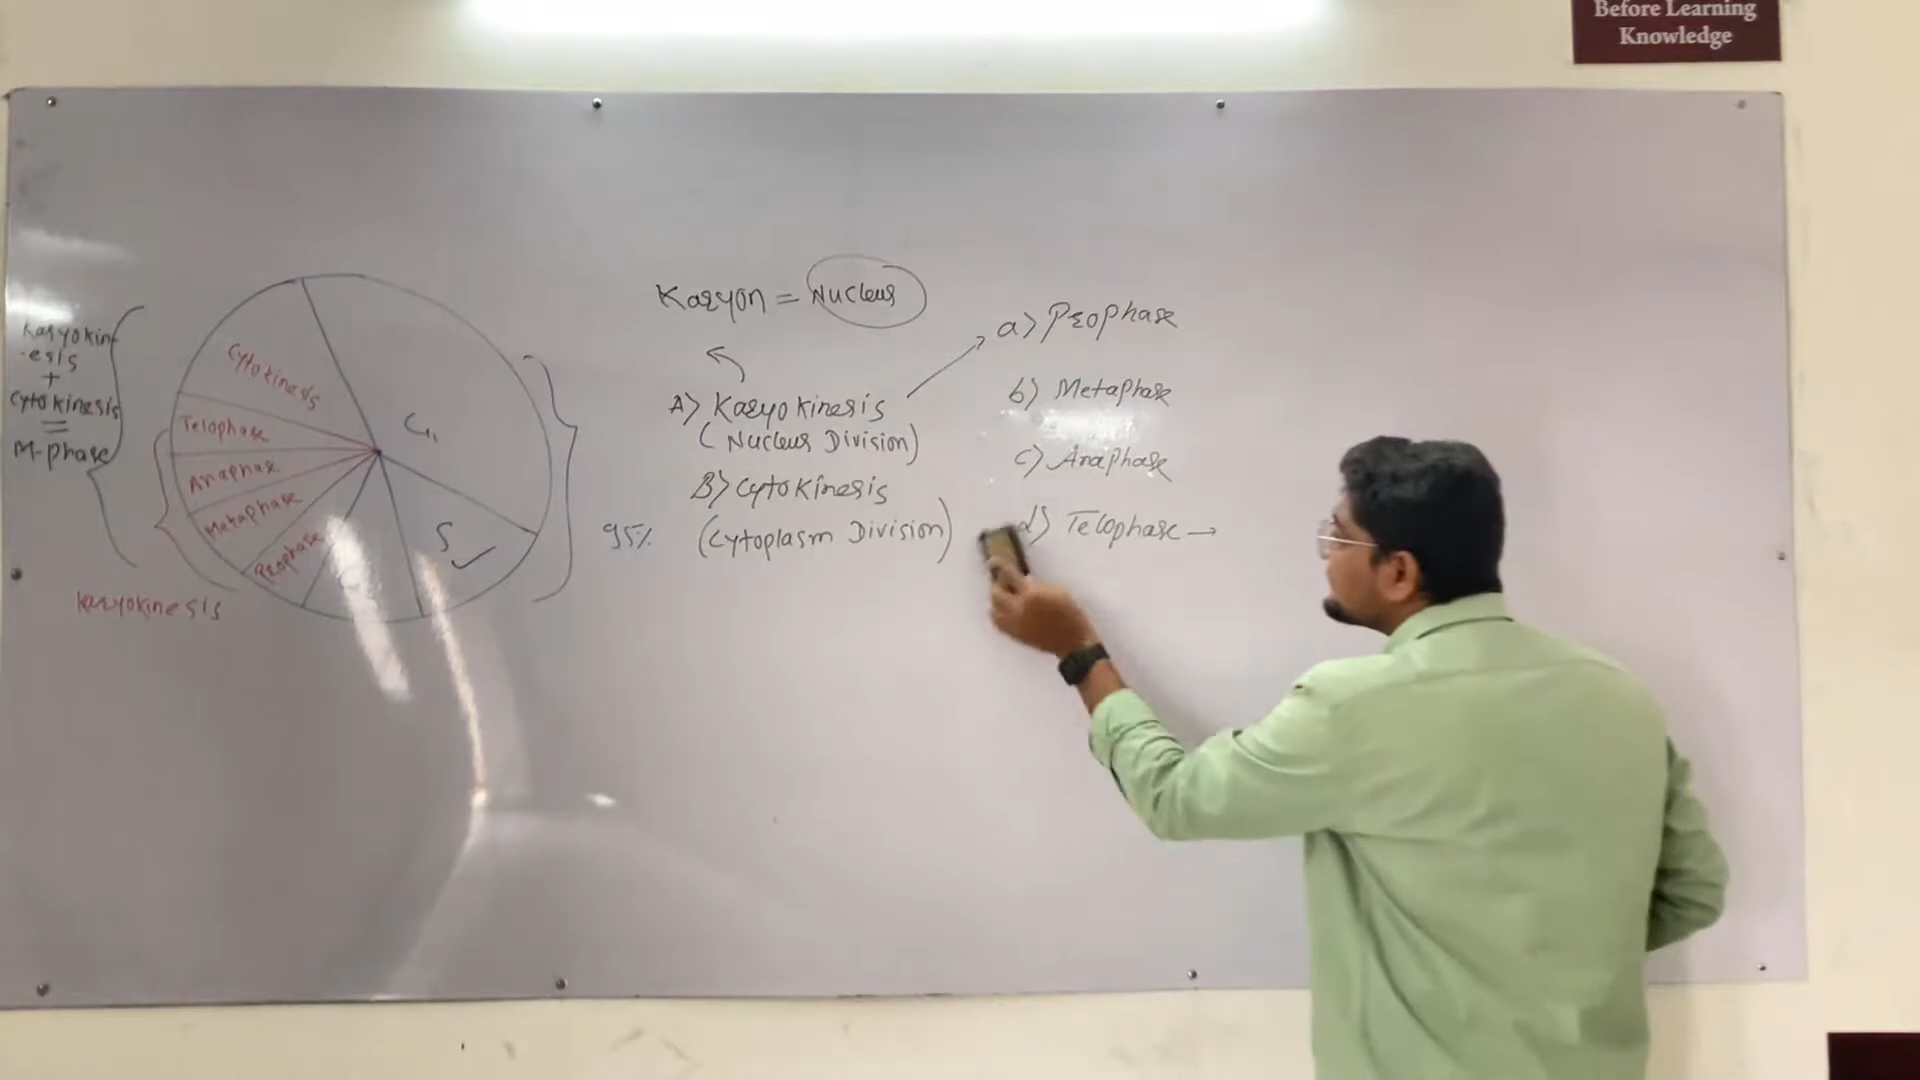 Before Learning
Knowledge
Karyokin
-esis
+
Cytokinesis
=
M-phase
Cytokinesis
Telophase
Anaphase
Metaphase
Prophase
Karyokinesis
G1
S
95%
Karyon = Nucleus
A) Karyokinesis
(Nucleus Division)
B) Cytokinesis
(Cytoplasm Division)
a) Prophase
b) Metaphase
c) Anaphase
d) Telophase →